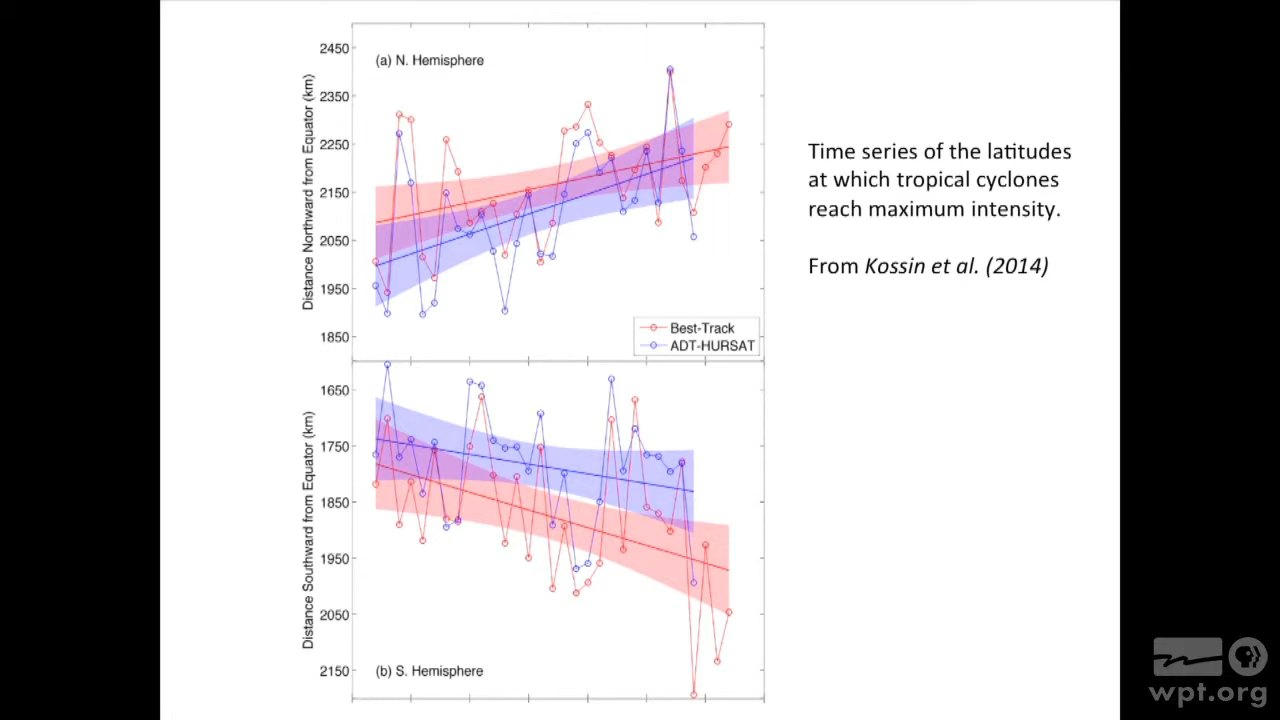 2450
(a) N. Hemisphere
2350
2250
2150
2050
1950
1850
Distance Northward from Equator (km)
Best-Track
ADT-HURSAT
1650
1750
1850
1950
2050
2150
Distance Southward from Equator (km)
(b) S. Hemisphere
Time series of the latitudes
at which tropical cyclones
reach maximum intensity.
From Kossin et al. (2014)
wpt.org